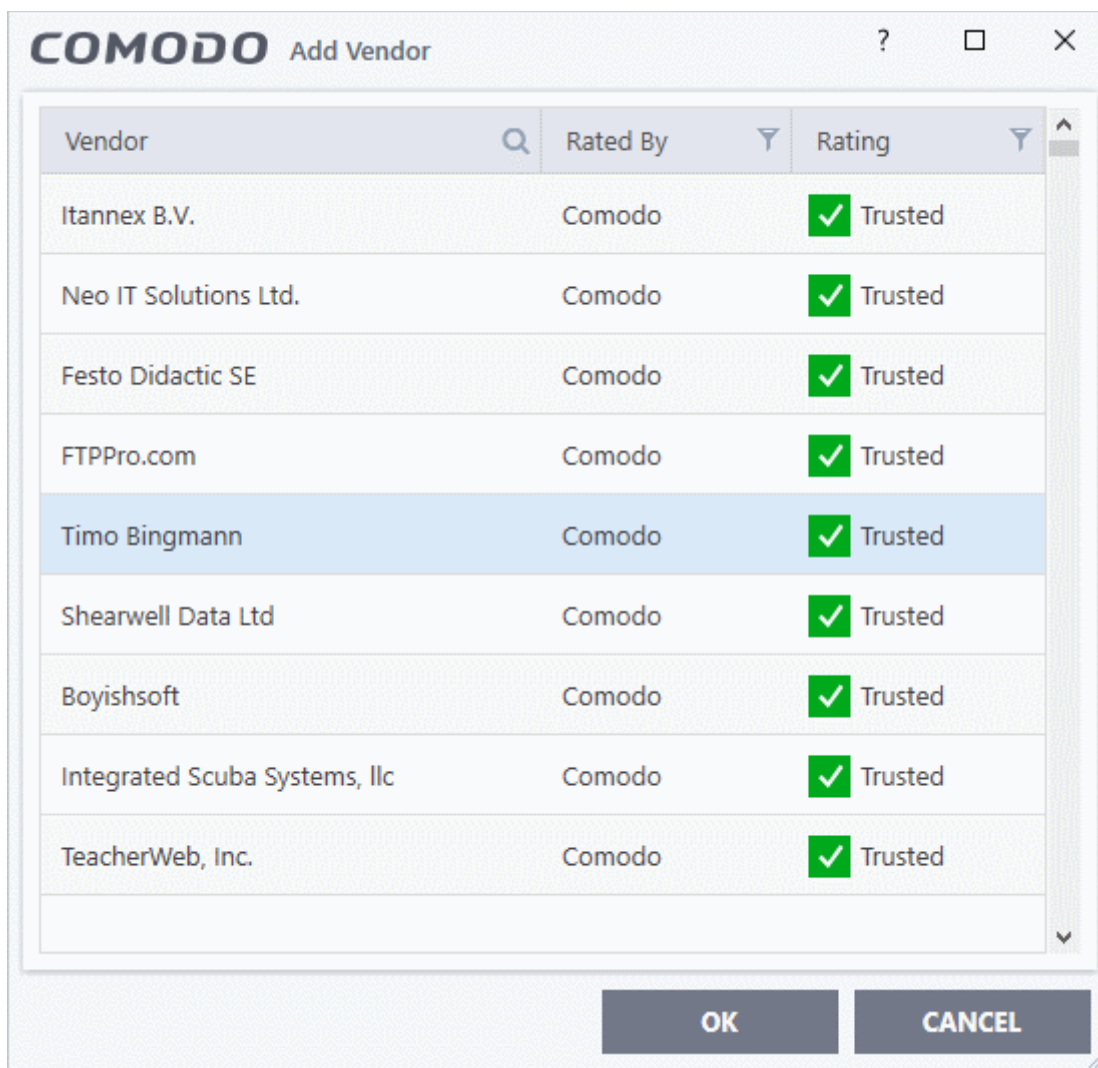 COMODO Add Vendor ?
Vendor Rated By Rating
Itannex B.V. Comodo Trusted
Neo IT Solutions Ltd. Comodo Trusted
Festo Didactic SE Comodo Trusted
FTPPro.com Comodo Trusted
Timo Bingmann Comodo Trusted
Shearwell Data Ltd Comodo Trusted
Boyishsoft Comodo Trusted
Integrated Scuba Systems, llc Comodo Trusted
TeacherWeb, Inc. Comodo Trusted
OK CANCEL